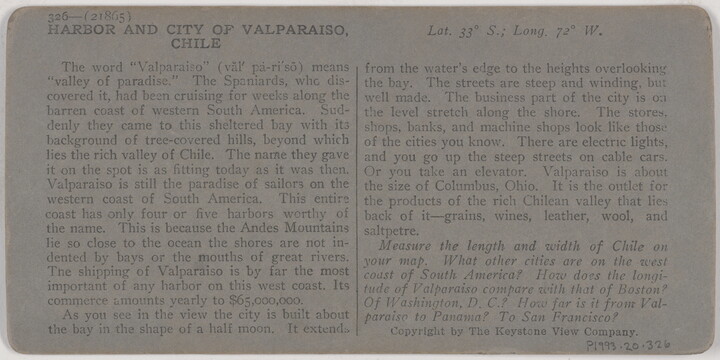 326—(21865)
HARBOR AND CITY OF VALPARAISO,
CHILE
Lat. 33° S.; Long. 72° W.
The word "Valparaiso" (văl' pä-rī'sō) means
"valley of paradise." The Spaniards, who dis-
covered it, had been cruising for weeks along the
barren coast of western South America. Sud-
denly they came to this sheltered bay with its
background of tree-covered hills, beyond which
lies the rich valley of Chile. The name they gave
it on the spot is as fitting today as it was then.
Valparaiso is still the paradise of sailors on the
western coast of South America. This entire
coast has only four or five harbors worthy of
the name. This is because the Andes Mountains
lie so close to the ocean the shores are not in-
dented by bays or the mouths of great rivers.
The shipping of Valparaiso is by far the most
important of any harbor on this west coast. Its
commerce amounts yearly to $65,000,000.
As you see in the view the city is built about
the bay in the shape of a half moon. It extends
from the water's edge to the heights overlooking
the bay. The streets are steep and winding, but
well made. The business part of the city is on
the level stretch along the shore. The stores,
shops, banks, and machine shops look like those
of the cities you know. There are electric lights,
and you go up the steep streets on cable cars.
Or you take an elevator. Valparaiso is about
the size of Columbus, Ohio. It is the outlet for
the products of the rich Chilean valley that lies
back of it—grains, wines, leather, wool, and
saltpetre.
Measure the length and width of Chile on
your map. What other cities are on the west
coast of South America? How does the longi-
tude of Valparaiso compare with that of Boston?
Of Washington, D. C.? How far is it from Val-
paraiso to Panama? To San Francisco?
Copyright by The Keystone View Company.
P1993.20.326